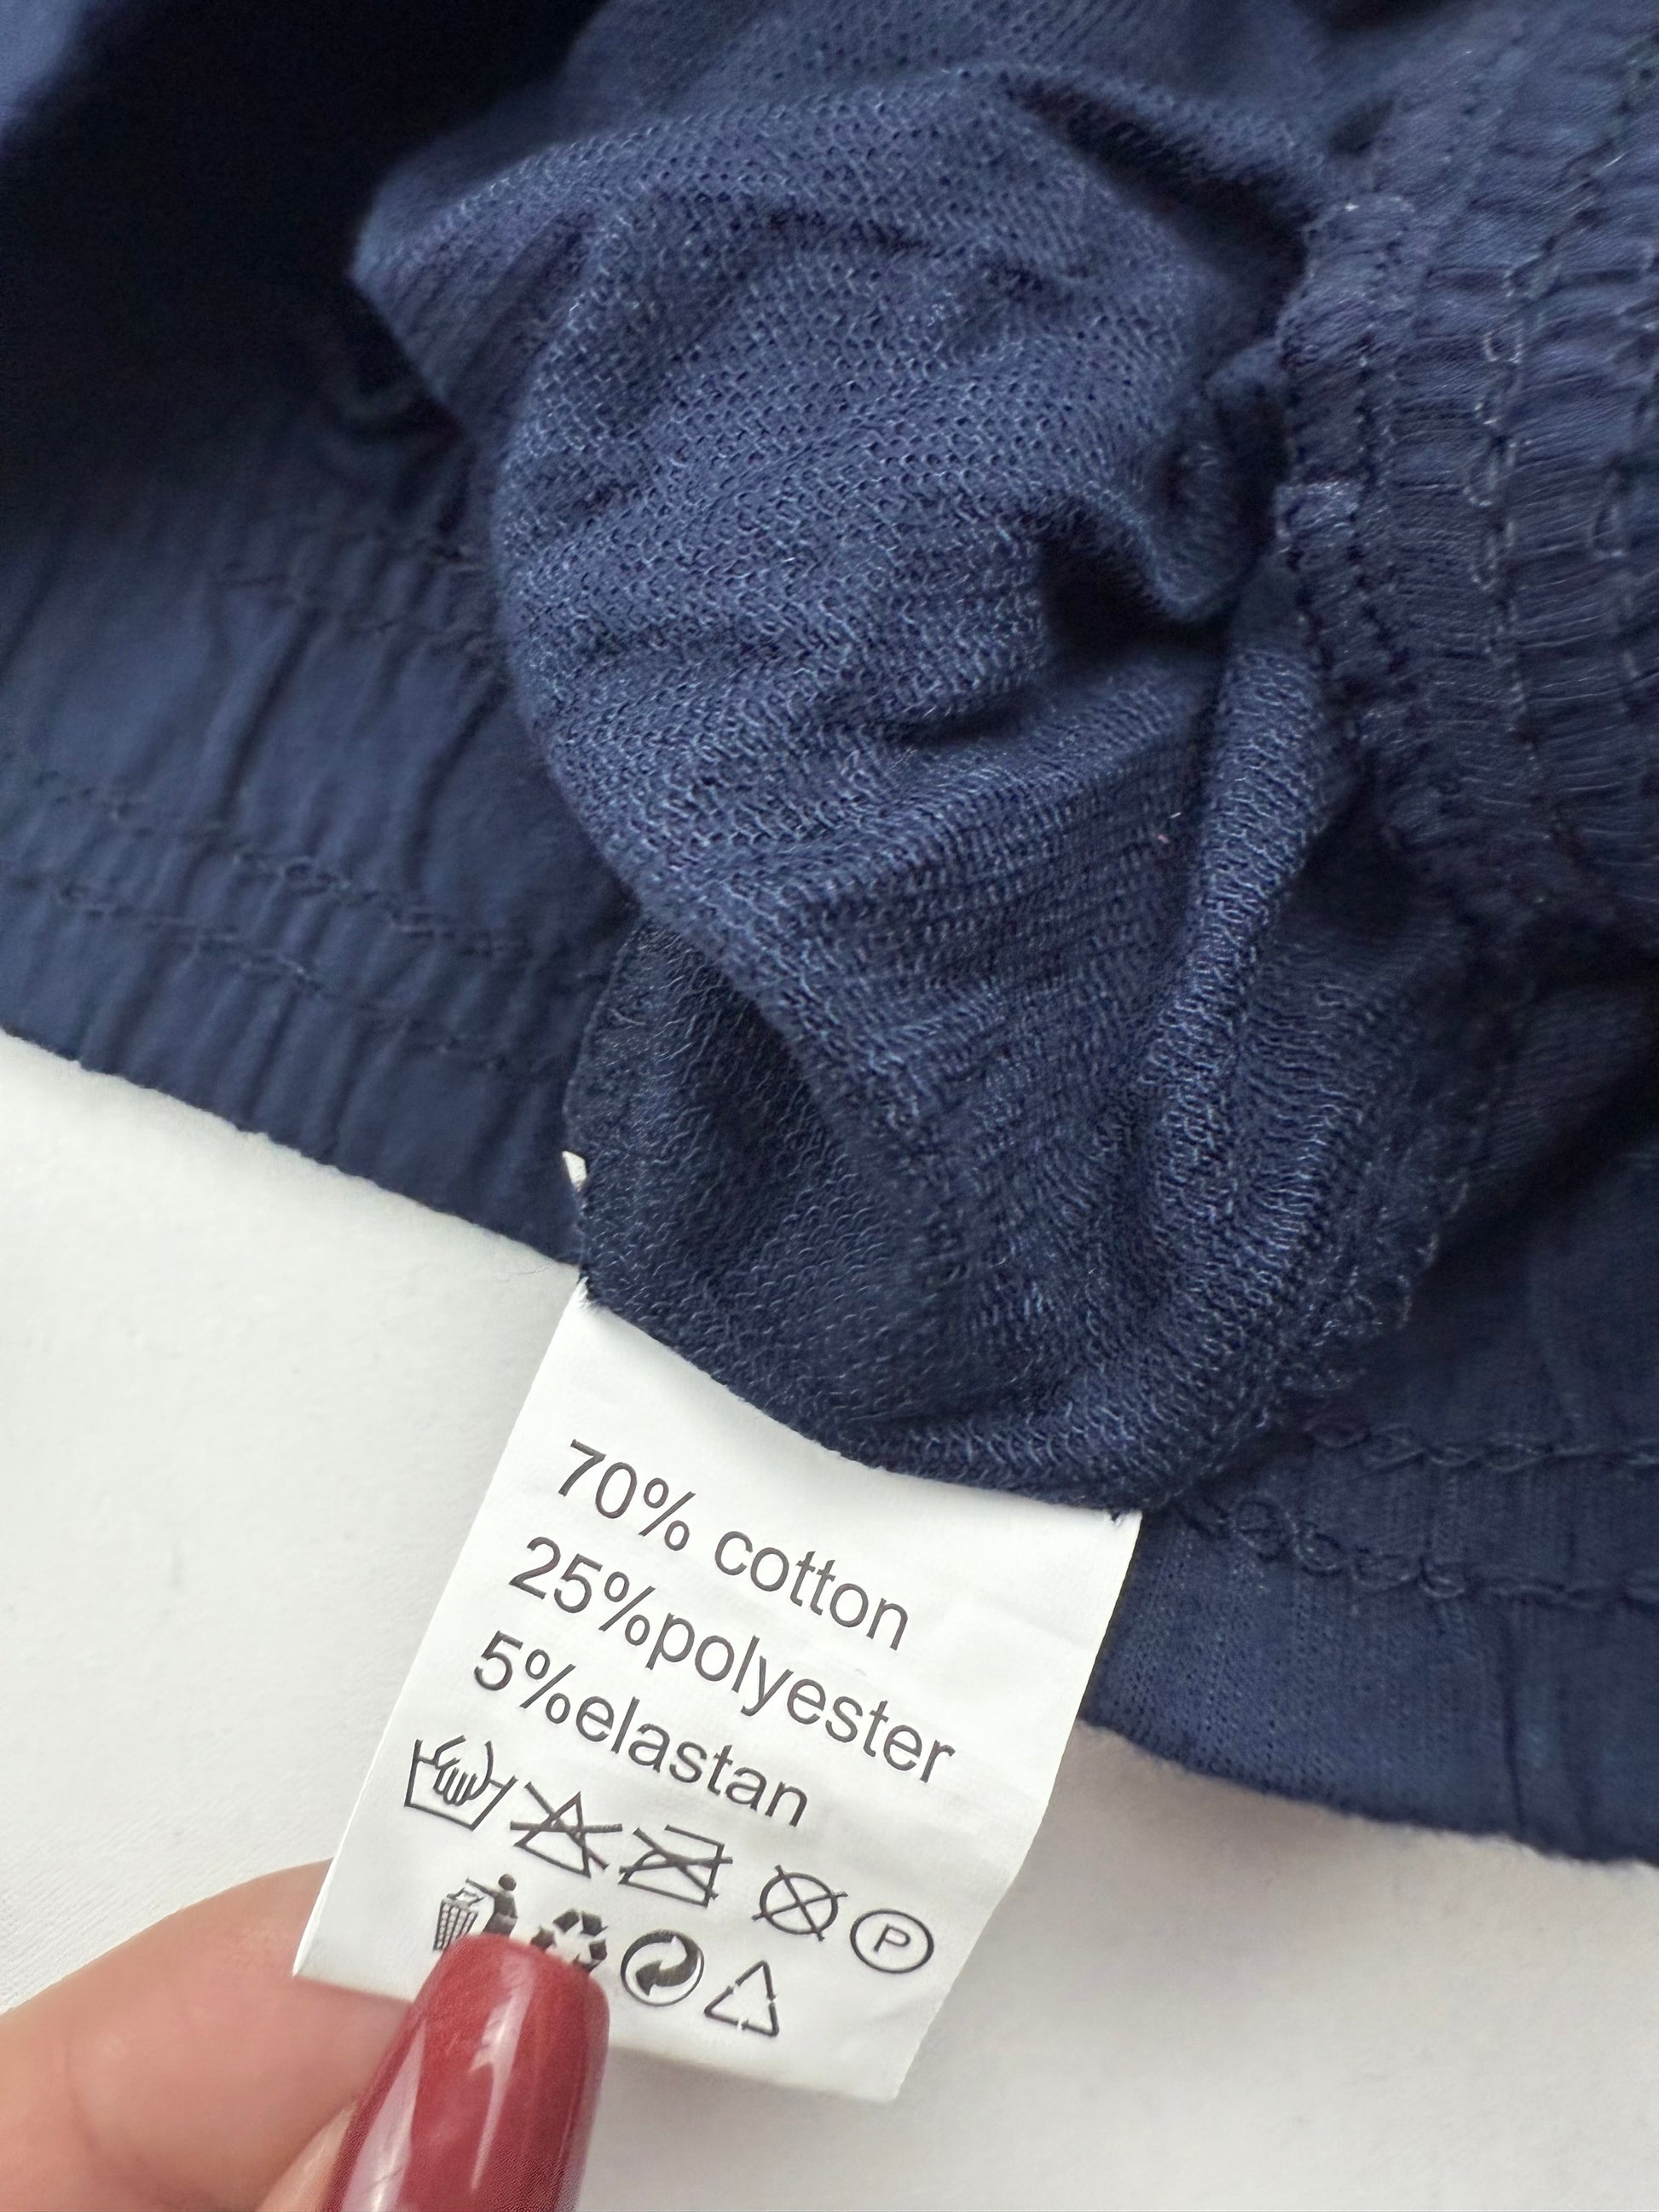 70% cotton
25%polyester
5%elastan
P